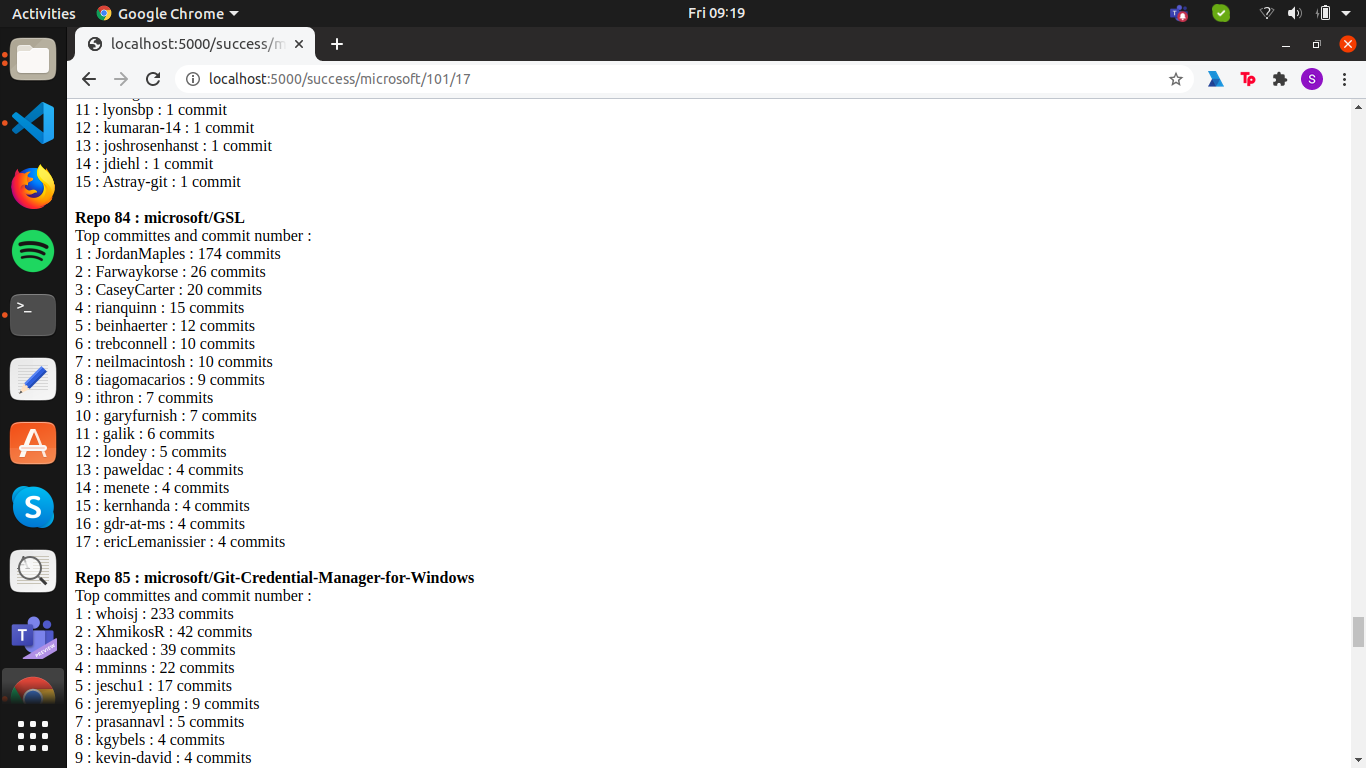 Activities
Google Chrome
Fri 09:19
localhost:5000/success/m
localhost:5000/success/microsoft/101/17
S
11 : lyonsbp : 1 commit
12 : kumaran-14 : 1 commit
13 : joshrosenhanst : 1 commit
14 : jdiehl : 1 commit
15 : Astray-git : 1 commit
Repo 84 : microsoft/GSL
Top committes and commit number :
1 : JordanMaples : 174 commits
2 : Farwaykorse : 26 commits
3 : CaseyCarter : 20 commits
4 : rianquinn : 15 commits
5 : beinhaerter : 12 commits
6 : trebconnell : 10 commits
7 : neilmacintosh : 10 commits
8 : tiagomacarios : 9 commits
9 : ithron : 7 commits
10 : garyfurnish : 7 commits
11 : galik : 6 commits
12 : londey : 5 commits
13 : paweldac : 4 commits
14 : menete : 4 commits
15 : kernhanda : 4 commits
16 : gdr-at-ms : 4 commits
17 : ericLemanissier : 4 commits
Repo 85 : microsoft/Git-Credential-Manager-for-Windows
Top committes and commit number :
1 : whoisj : 233 commits
2 : XhmikosR : 42 commits
3 : haacked : 39 commits
4 : mminns : 22 commits
5 : jeschu1 : 17 commits
6 : jeremyepling : 9 commits
7 : prasannavl : 5 commits
8 : kgybels : 4 commits
9 : kevin-david : 4 commits